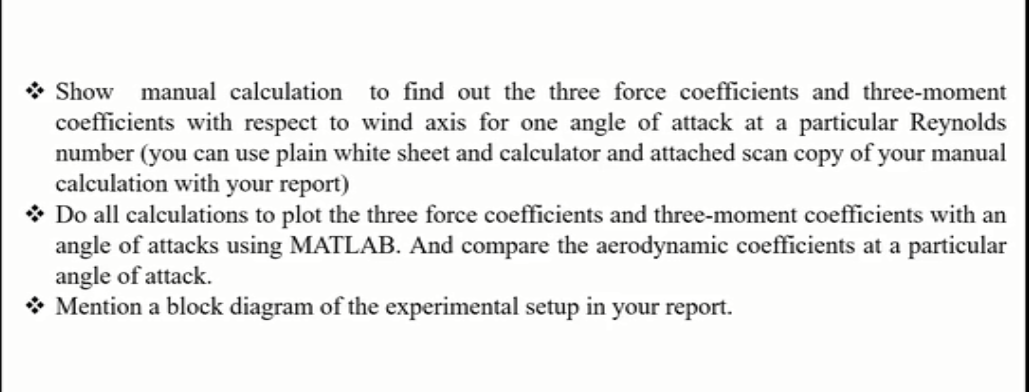 ❖ Show manual calculation to find out the three force coefficients and three-moment
coefficients with respect to wind axis for one angle of attack at a particular Reynolds
number (you can use plain white sheet and calculator and attached scan copy of your manual
calculation with your report)
❖ Do all calculations to plot the three force coefficients and three-moment coefficients with an
angle of attacks using MATLAB. And compare the aerodynamic coefficients at a particular
angle of attack.
❖ Mention a block diagram of the experimental setup in your report.